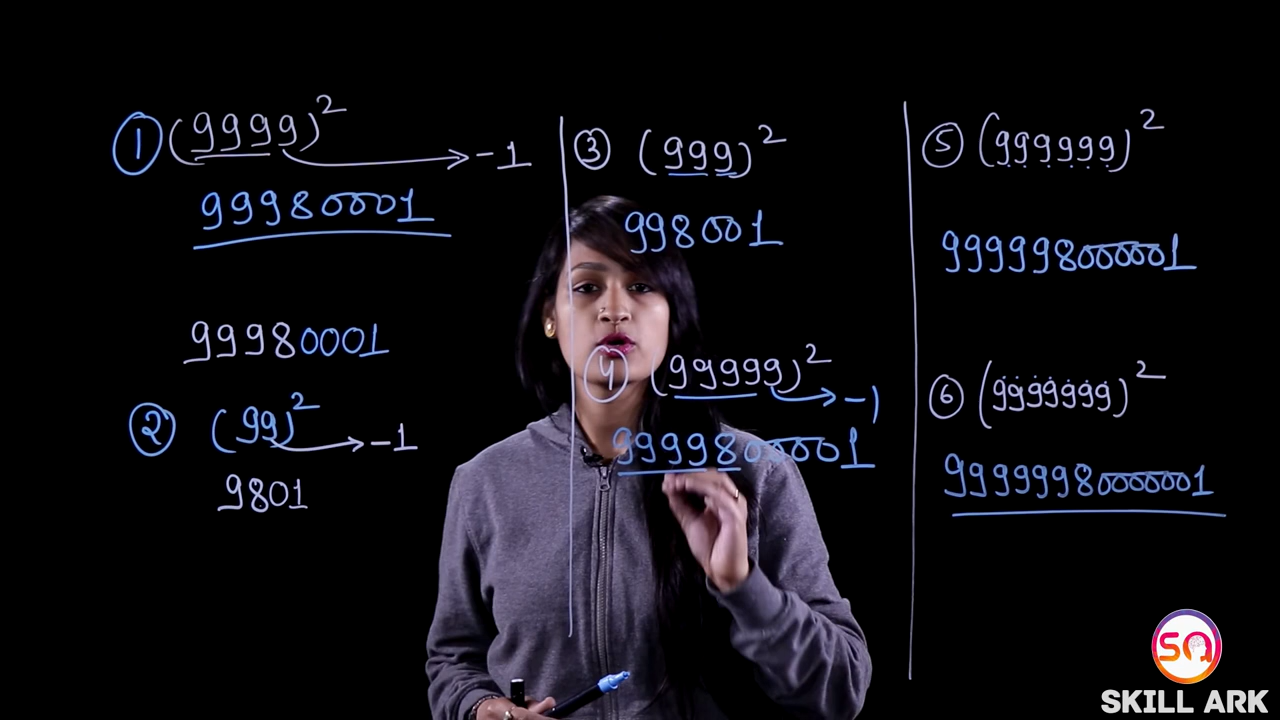 ① (9999)² → -1
99980001
99980001
② (99)² → -1
9801
③ (999)²
998001
④ (99999)² → -1
9999800001
⑤ (999999)²
999998000001
⑥ (9999999)²
99999980000001
SA
SKILL ARK